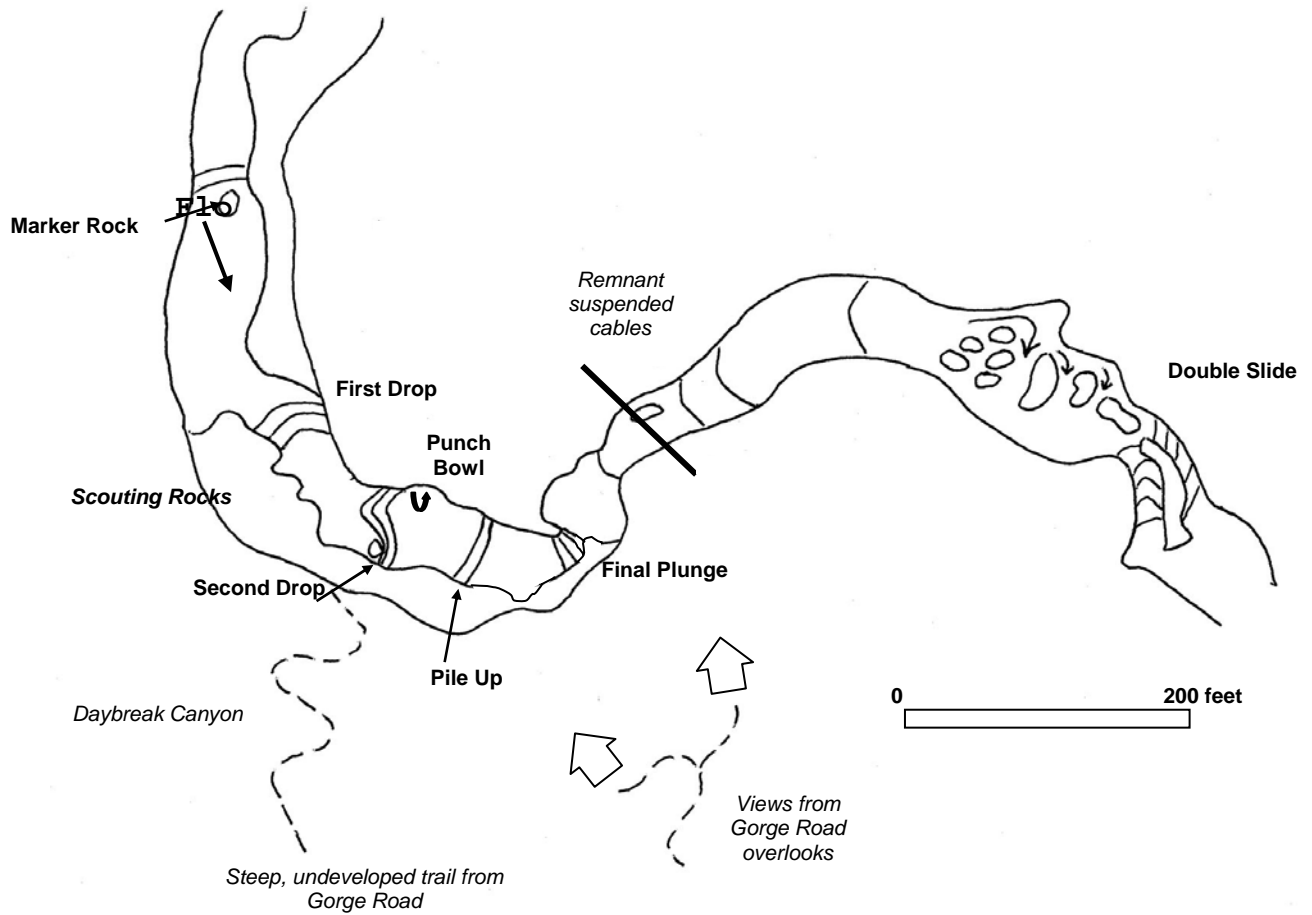 Flo
Marker Rock
Remnant
suspended
cables
First Drop
Double Slide
Punch
Bowl
Scouting Rocks
Second Drop
Final Plunge
Pile Up
0 200 feet
Daybreak Canyon
Views from
Gorge Road
overlooks
Steep, undeveloped trail from
Gorge Road